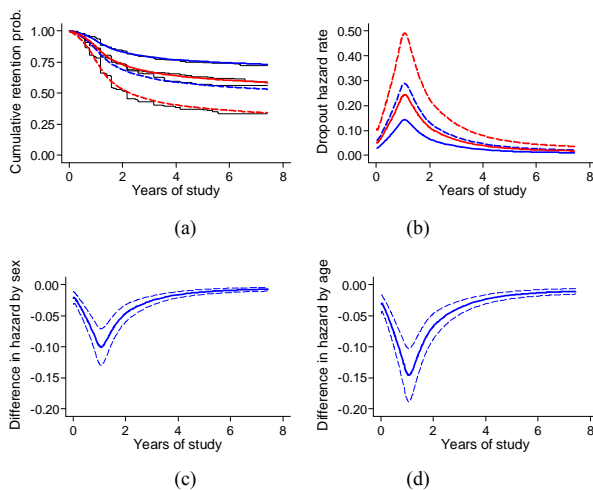 Cumulative retention prob.
1.00
0.75
0.50
0.25
0.00
0 2 4 6 8
Years of study
(a)
Dropout hazard rate
0.50
0.40
0.30
0.20
0.10
0.00
0 2 4 6 8
Years of study
(b)
Difference in hazard by sex
0.00
-0.05
-0.10
-0.15
-0.20
0 2 4 6 8
Years of study
(c)
Difference in hazard by age
0.00
-0.05
-0.10
-0.15
-0.20
0 2 4 6 8
Years of study
(d)